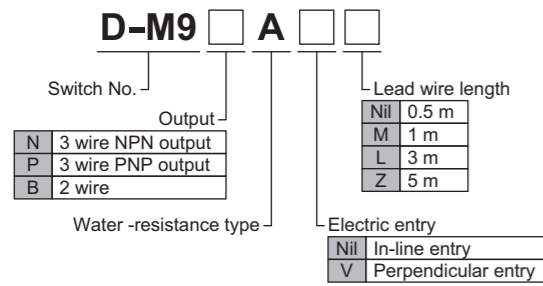 D-M9 □ A □ □
Switch No.
Output
N 3 wire NPN output
P 3 wire PNP output
B 2 wire
Water -resistance type
Lead wire length
Nil 0.5 m
M 1 m
L 3 m
Z 5 m
Electric entry
Nil In-line entry
V Perpendicular entry